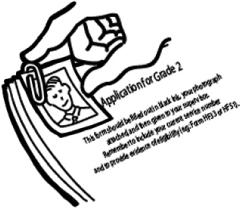 Application for Grade 2
This form should be filled out in black ink, your photograph
attached and then given to your supervisor.
Remember to include your current service number
and to provide evidence of eligibility (eg.: Form HF33 or HF51).